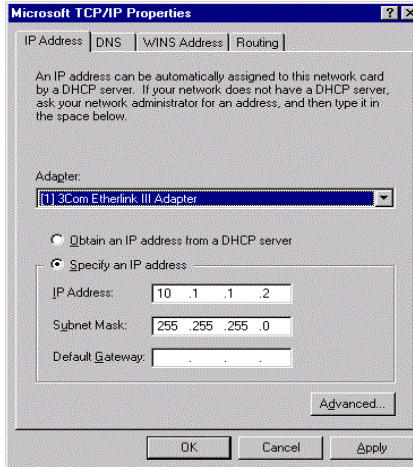 Microsoft TCP/IP Properties
IP Address DNS WINS Address Routing
An IP address can be automatically assigned to this network card
by a DHCP server. If your network does not have a DHCP server,
ask your network administrator for an address, and then type it in
the space below.
Adapter:
[1] 3Com Etherlink III Adapter
Obtain an IP address from a DHCP server
Specify an IP address
IP Address: 10 .1 .1 .2
Subnet Mask: 255 .255 .255 .0
Default Gateway: . . .
Advanced...
OK Cancel Apply